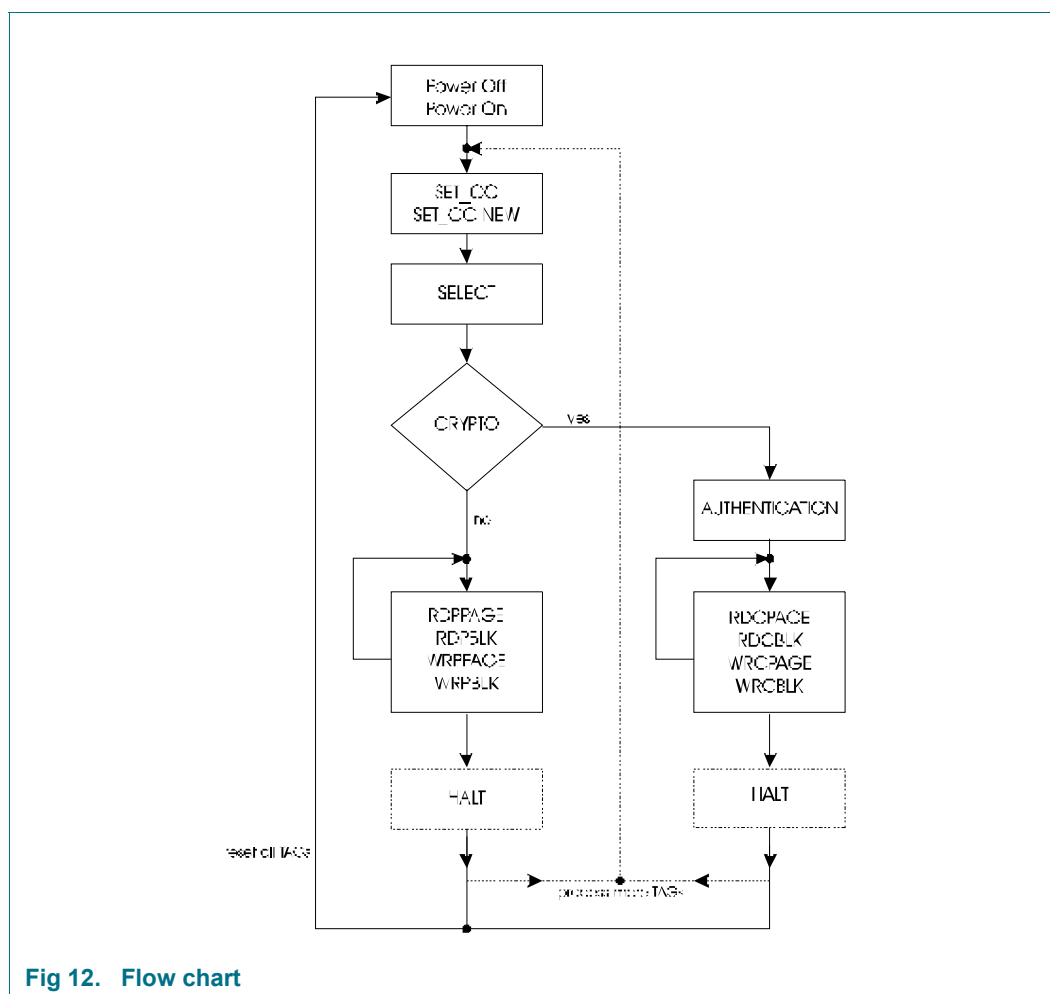 Power Off
Power On
SET_CC
SET_CC NEW
SELECT
CRYPTO
yes
no
AUTHENTICATION
RDPPAGE
RDPBLK
WRPPAGE
WRPBLK
RDCPAGE
RDCBLK
WRCPAGE
WRCBLK
HALT
HALT
reset all TAGs
process more TAGs
Fig 12. Flow chart